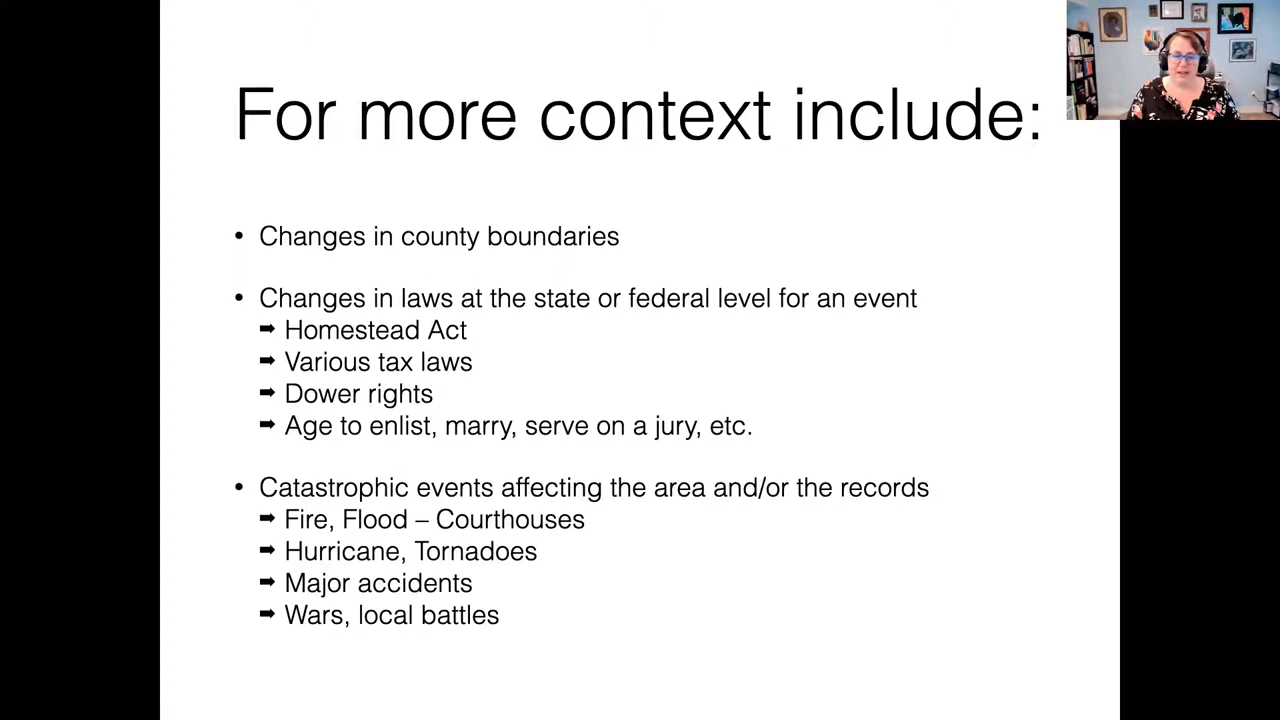 For more context include:
• Changes in county boundaries
• Changes in laws at the state or federal level for an event
➡ Homestead Act
➡ Various tax laws
➡ Dower rights
➡ Age to enlist, marry, serve on a jury, etc.
• Catastrophic events affecting the area and/or the records
➡ Fire, Flood – Courthouses
➡ Hurricane, Tornadoes
➡ Major accidents
➡ Wars, local battles